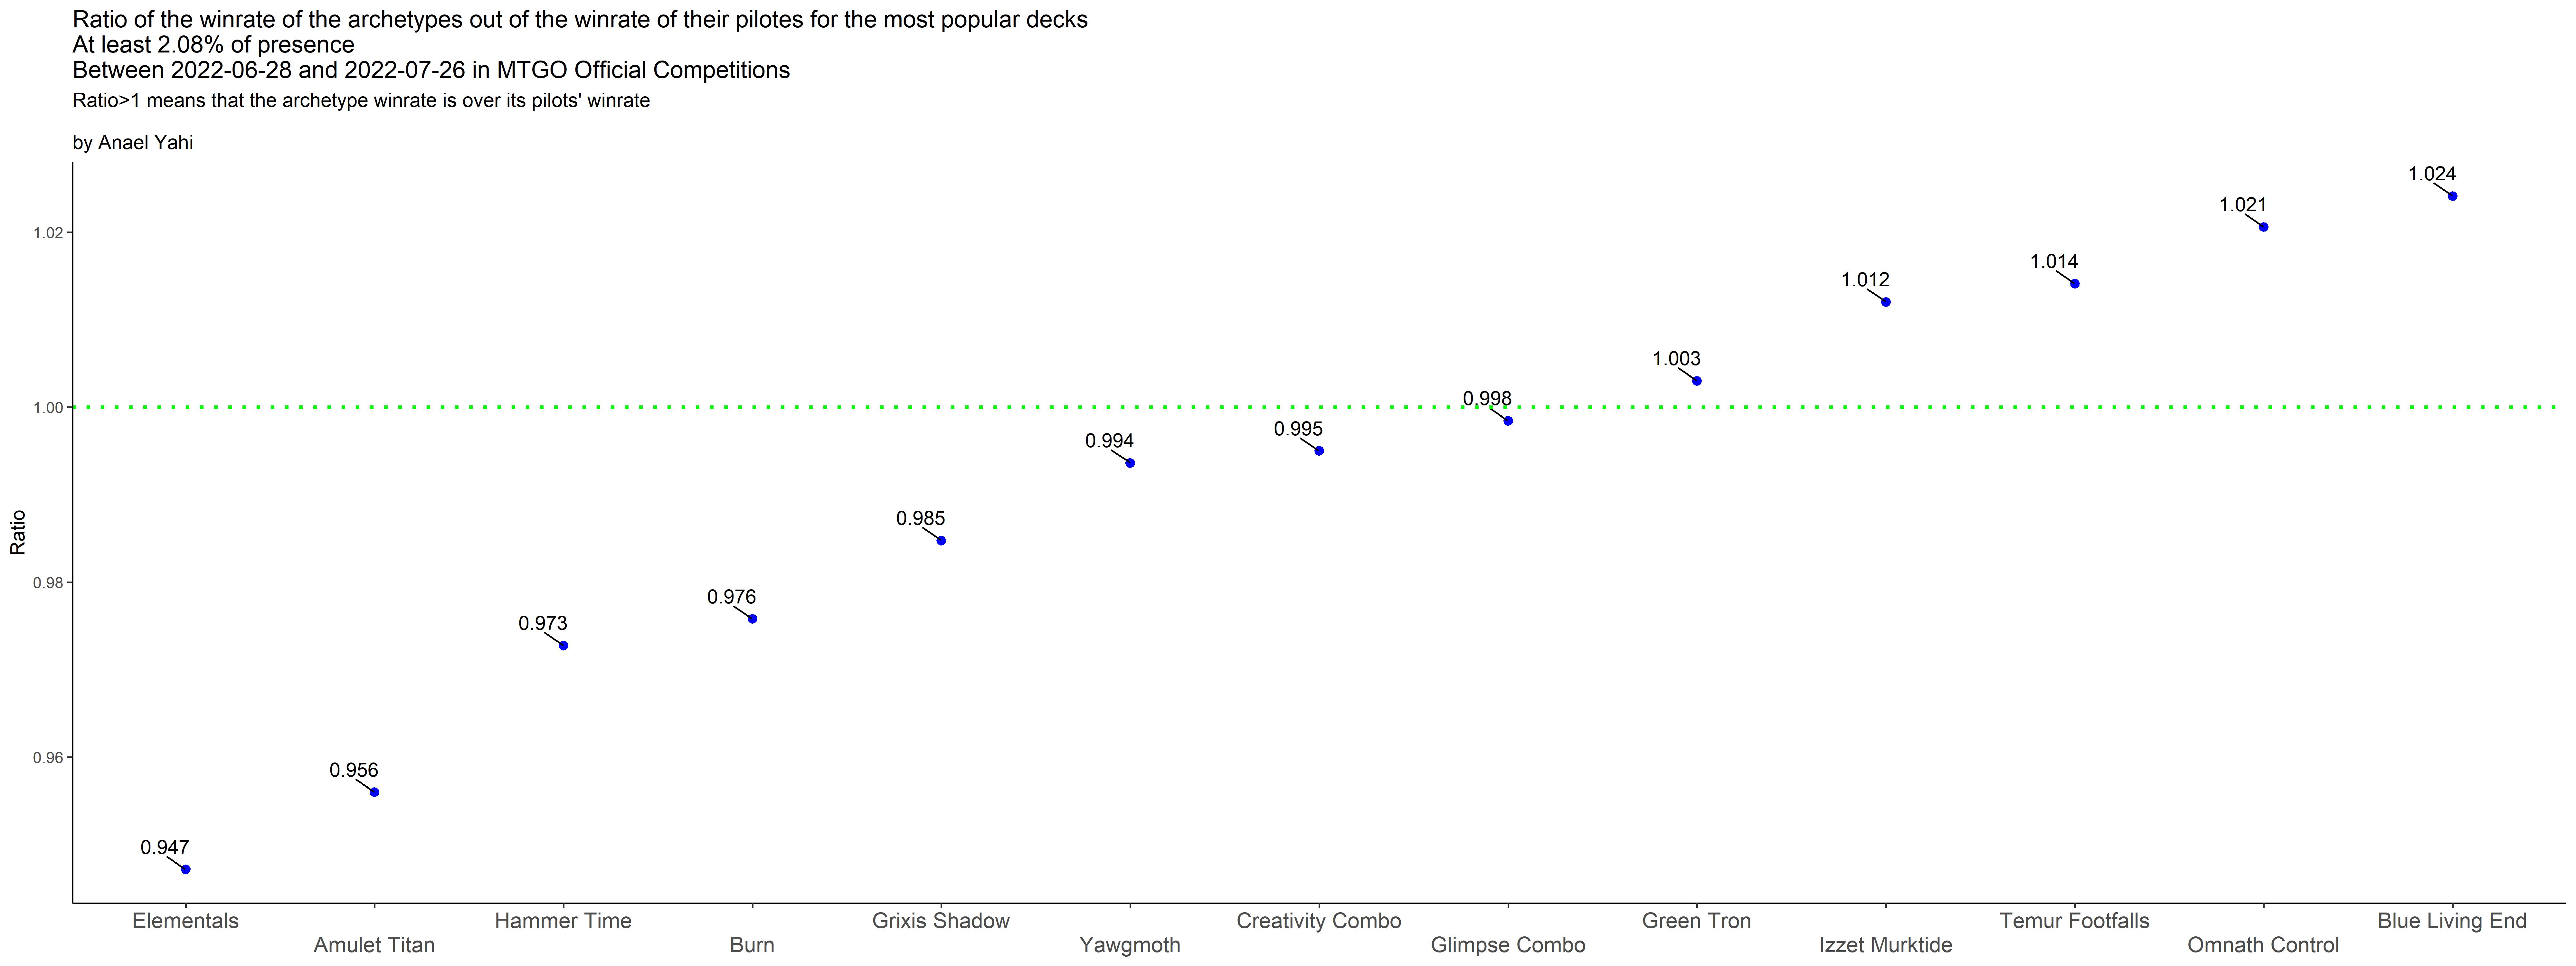 Ratio of the winrate of the archetypes out of the winrate of their pilotes for the most popular decks
At least 2.08% of presence
Between 2022-06-28 and 2022-07-26 in MTGO Official Competitions
Ratio>1 means that the archetype winrate is over its pilots' winrate
by Anael Yahi
1.024
1.021
1.02
1.014
1.012
1.003
1.00
0.998
0.995
0.994
0.985
Ratio
0.98
0.976
0.973
0.96
0.956
0.947
Elementals
Amulet Titan
Hammer Time
Burn
Grixis Shadow
Yawgmoth
Creativity Combo
Glimpse Combo
Green Tron
Izzet Murktide
Temur Footfalls
Omnath Control
Blue Living End